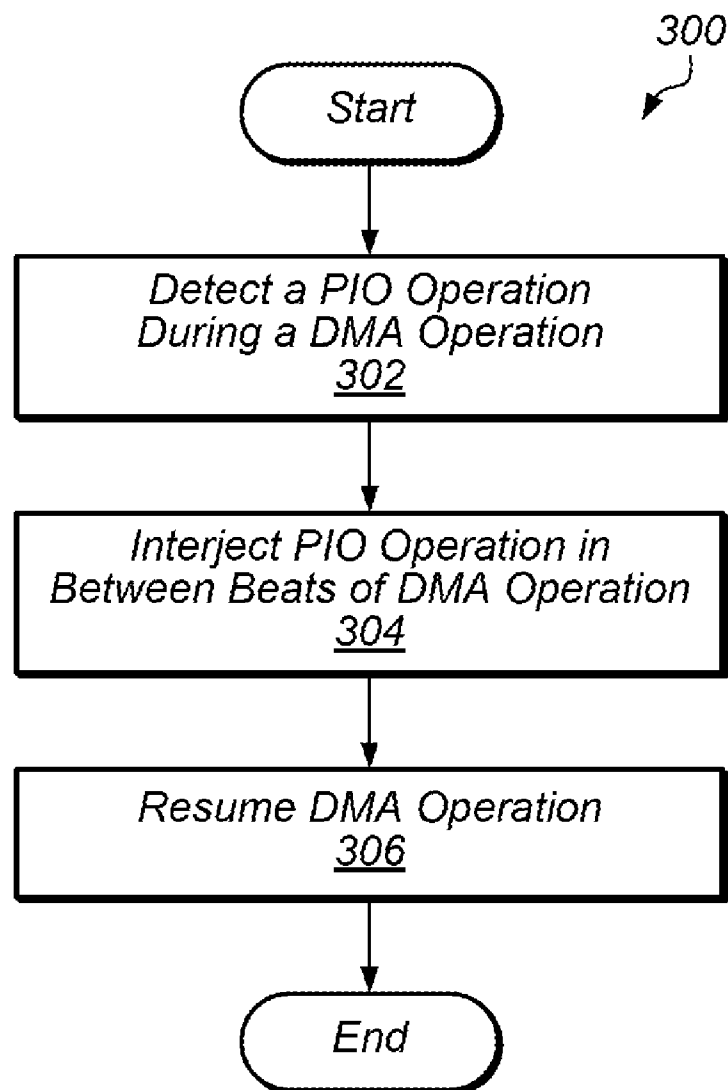 300
Start
Detect a PIO Operation
During a DMA Operation
302
Interject PIO Operation in
Between Beats of DMA Operation
304
Resume DMA Operation
306
End